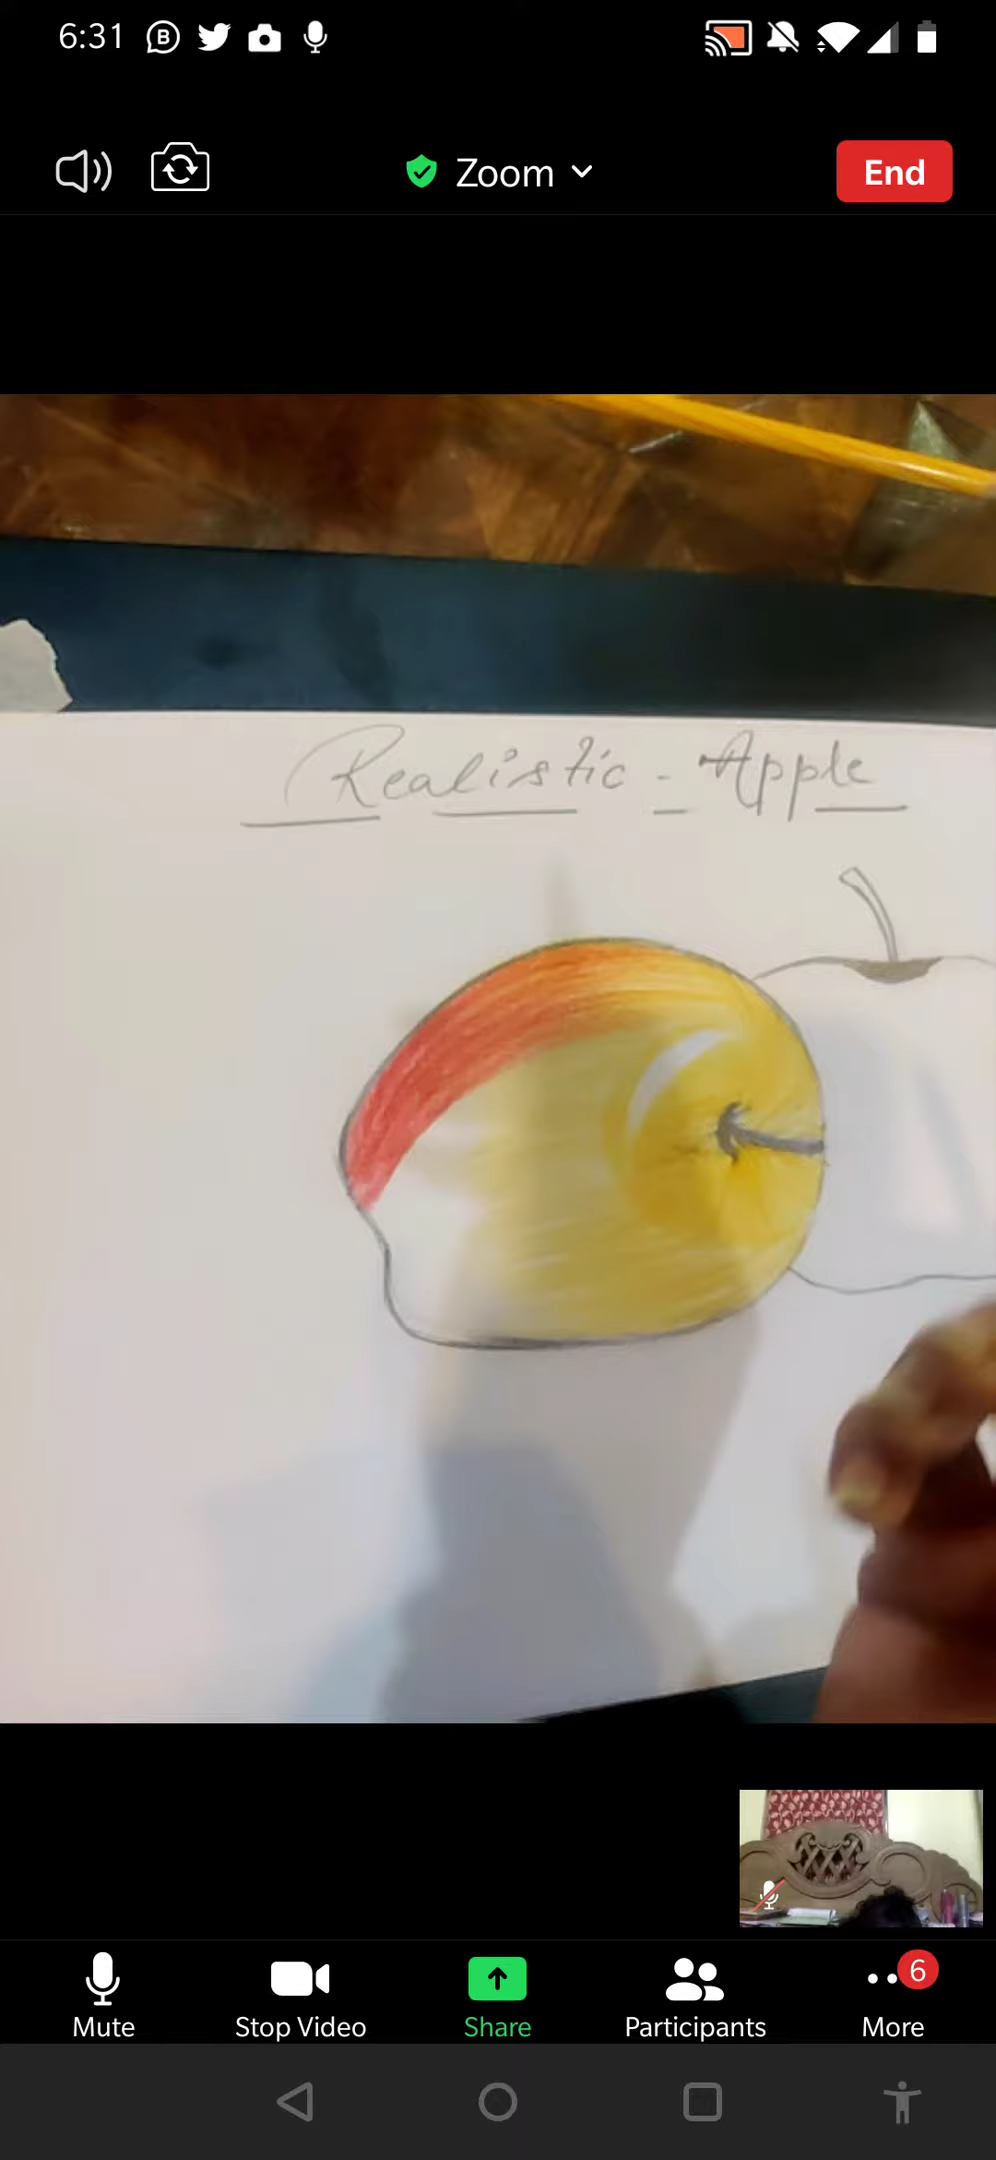 6:31
Zoom
End
Realistic - Apple
6
Mute
Stop Video
Share
Participants
More